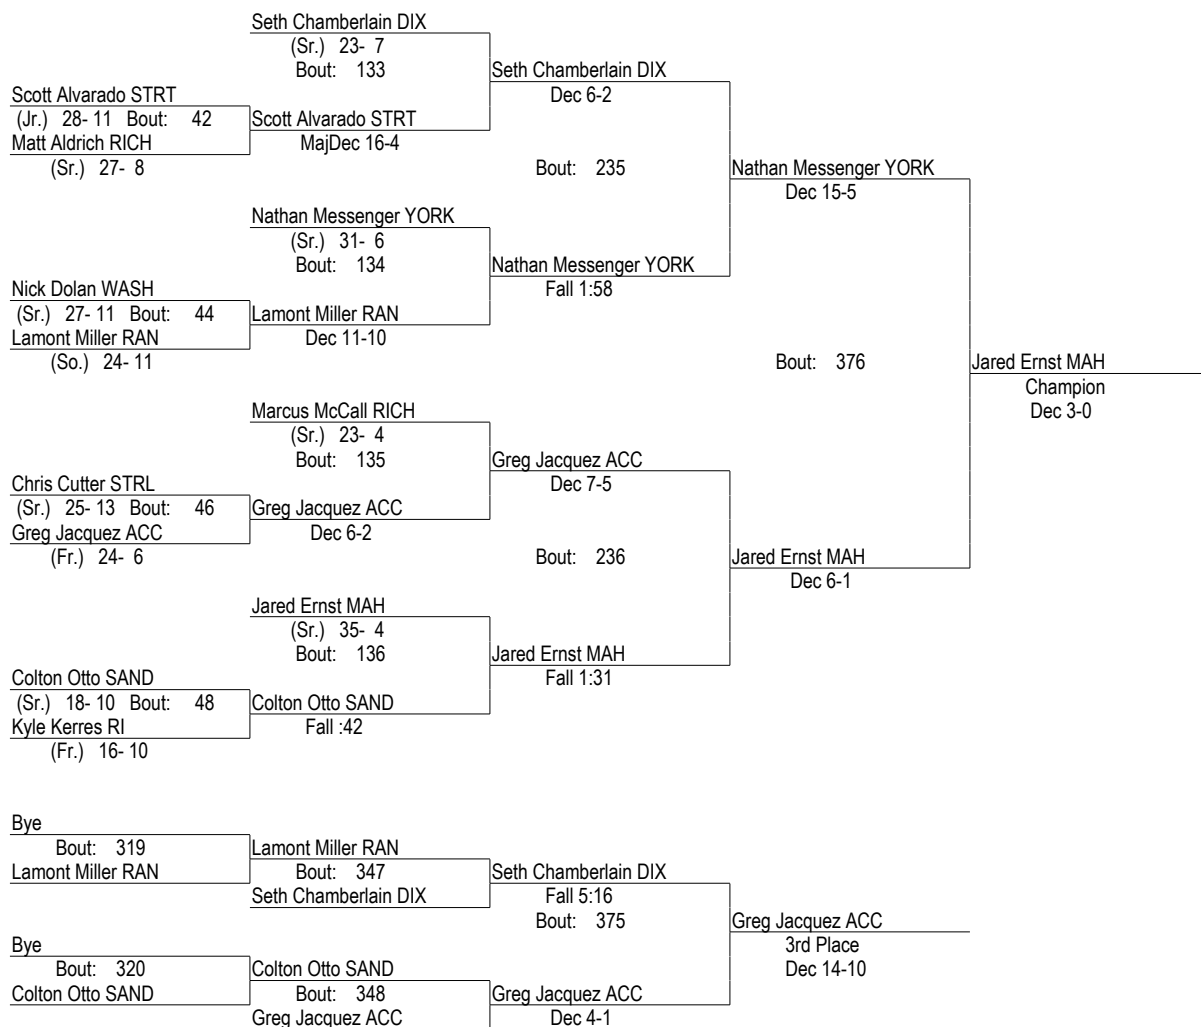 Seth Chamberlain DIX
(Sr.) 23- 7
Bout: 133
Seth Chamberlain DIX
Dec 6-2
Scott Alvarado STRT
(Jr.) 28- 11 Bout: 42
Scott Alvarado STRT
Matt Aldrich RICH
MajDec 16-4
(Sr.) 27- 8
Bout: 235
Nathan Messenger YORK
Dec 15-5
Nathan Messenger YORK
(Sr.) 31- 6
Bout: 134
Nathan Messenger YORK
Fall 1:58
Nick Dolan WASH
(Sr.) 27- 11 Bout: 44
Lamont Miller RAN
Lamont Miller RAN
Dec 11-10
(So.) 24- 11
Bout: 376
Jared Ernst MAH
Champion
Dec 3-0
Marcus McCall RICH
(Sr.) 23- 4
Bout: 135
Greg Jacquez ACC
Dec 7-5
Chris Cutter STRL
(Sr.) 25- 13 Bout: 46
Greg Jacquez ACC
Greg Jacquez ACC
Dec 6-2
(Fr.) 24- 6
Bout: 236
Jared Ernst MAH
Dec 6-1
Jared Ernst MAH
(Sr.) 35- 4
Bout: 136
Jared Ernst MAH
Fall 1:31
Colton Otto SAND
(Sr.) 18- 10 Bout: 48
Colton Otto SAND
Kyle Kerres RI
Fall :42
(Fr.) 16- 10
Bye
Bout: 319
Lamont Miller RAN
Lamont Miller RAN
Bout: 347
Seth Chamberlain DIX
Seth Chamberlain DIX
Fall 5:16
Bout: 375
Greg Jacquez ACC
3rd Place
Dec 14-10
Bye
Bout: 320
Colton Otto SAND
Colton Otto SAND
Bout: 348
Greg Jacquez ACC
Greg Jacquez ACC
Dec 4-1